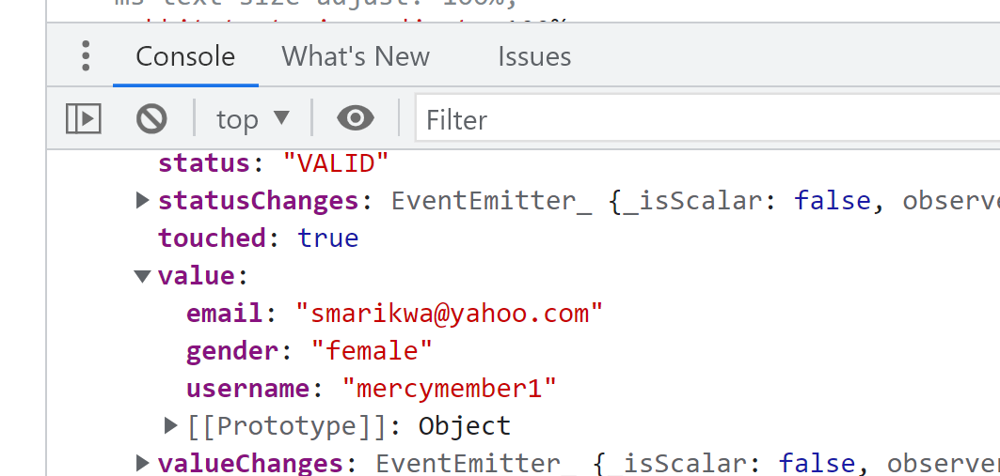 Console What's New Issues
top Filter
status: "VALID"
statusChanges: EventEmitter_ {_isScalar: false, observe
touched: true
value:
email: "smarikwa@yahoo.com"
gender: "female"
username: "mercymember1"
[[Prototype]]: Object
valueChanges: EventEmitter_ {_isScalar: false, observe